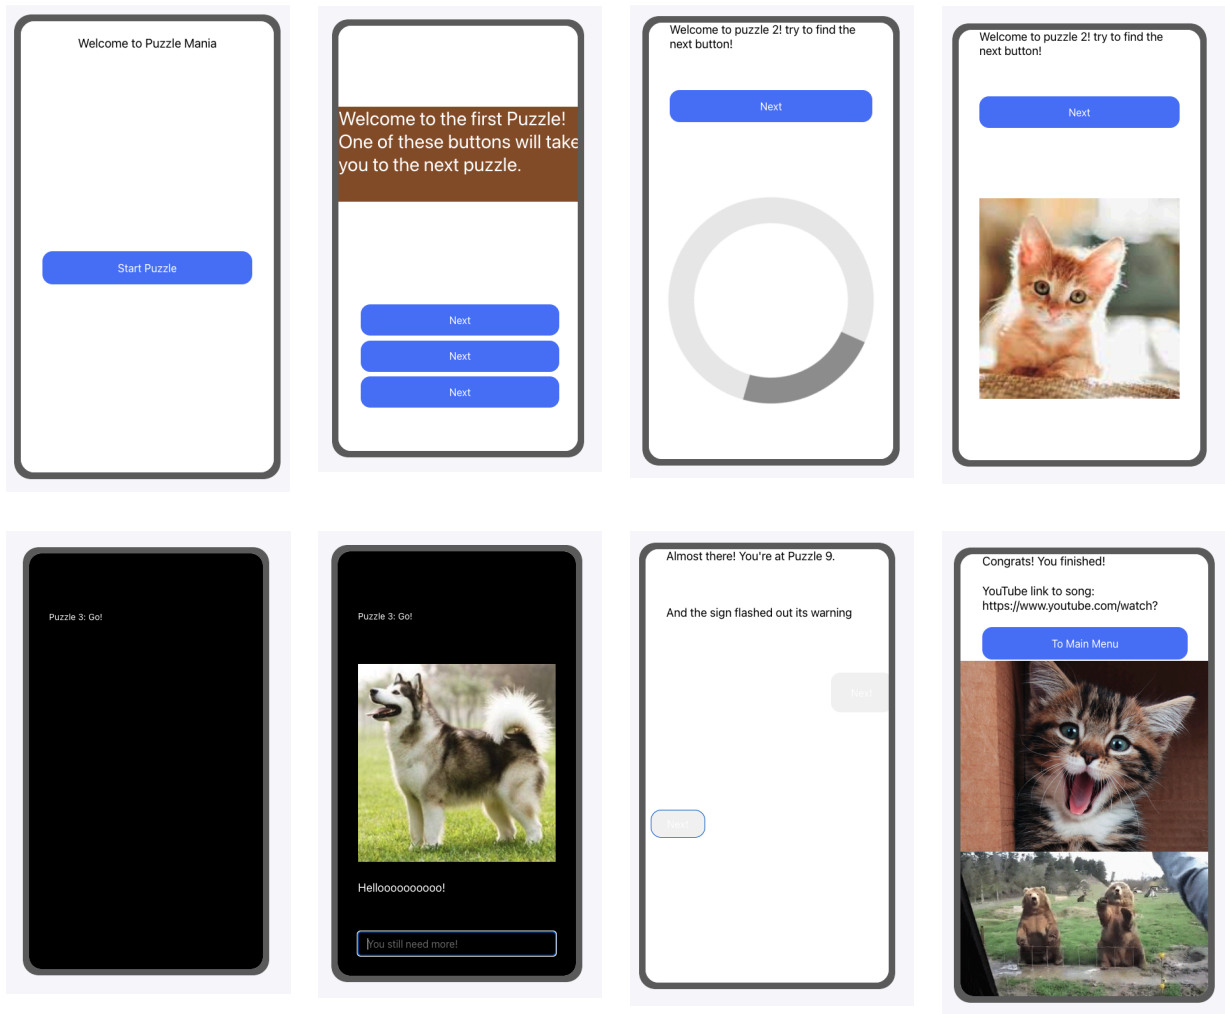 Welcome to Puzzle Mania
Start Puzzle
Welcome to the first Puzzle!
One of these buttons will take
you to the next puzzle.
Next
Next
Next
Welcome to puzzle 2! try to find the
next button!
Next
Welcome to puzzle 2! try to find the
next button!
Next
Puzzle 3: Go!
Puzzle 3: Go!
Helloooooooooo!
You still need more!
Almost there! You're at Puzzle 9.
And the sign flashed out its warning
Next
Next
Congrats! You finished!
YouTube link to song:
https://www.youtube.com/watch?
To Main Menu